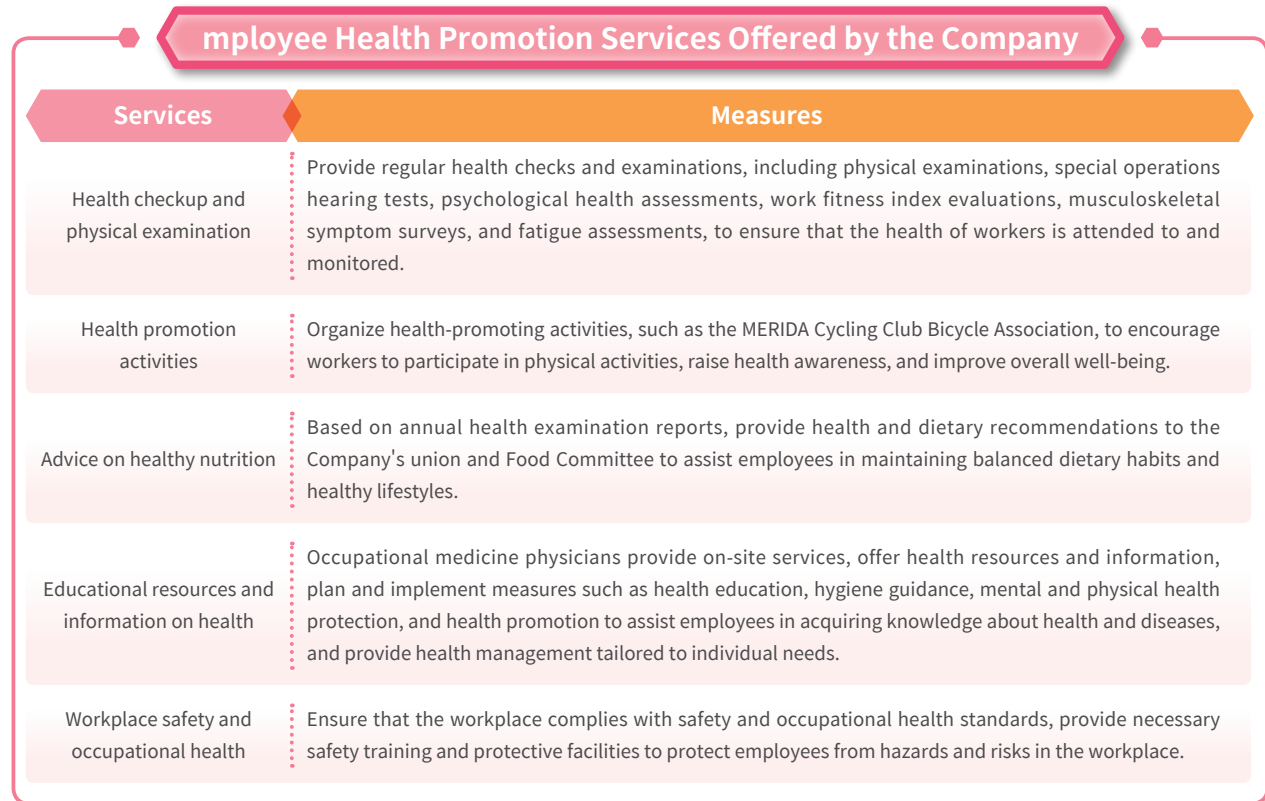 mployee Health Promotion Services Offered by the Company
Services
Measures
Health checkup and
physical examination
Provide regular health checks and examinations, including physical examinations, special operations
hearing tests, psychological health assessments, work fitness index evaluations, musculoskeletal
symptom surveys, and fatigue assessments, to ensure that the health of workers is attended to and
monitored.
Health promotion
activities
Organize health-promoting activities, such as the MERIDA Cycling Club Bicycle Association, to encourage
workers to participate in physical activities, raise health awareness, and improve overall well-being.
Advice on healthy nutrition
Based on annual health examination reports, provide health and dietary recommendations to the
Company's union and Food Committee to assist employees in maintaining balanced dietary habits and
healthy lifestyles.
Educational resources and
information on health
Occupational medicine physicians provide on-site services, offer health resources and information,
plan and implement measures such as health education, hygiene guidance, mental and physical health
protection, and health promotion to assist employees in acquiring knowledge about health and diseases,
and provide health management tailored to individual needs.
Workplace safety and
occupational health
Ensure that the workplace complies with safety and occupational health standards, provide necessary
safety training and protective facilities to protect employees from hazards and risks in the workplace.